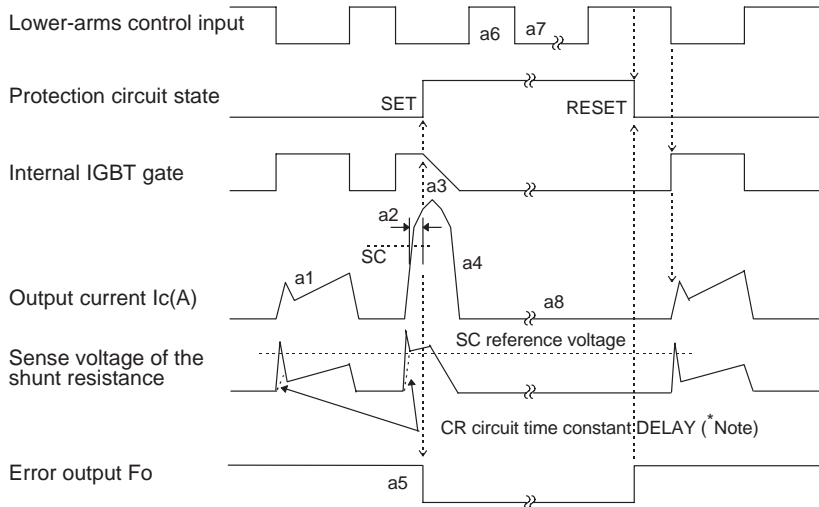 Lower-arms control input
a6
a7
Protection circuit state
SET
RESET
Internal IGBT gate
a3
a2
SC
a4
a1
a8
Output current Ic(A)
SC reference voltage
Sense voltage of the
shunt resistance
CR circuit time constant DELAY (*Note)
Error output Fo
a5